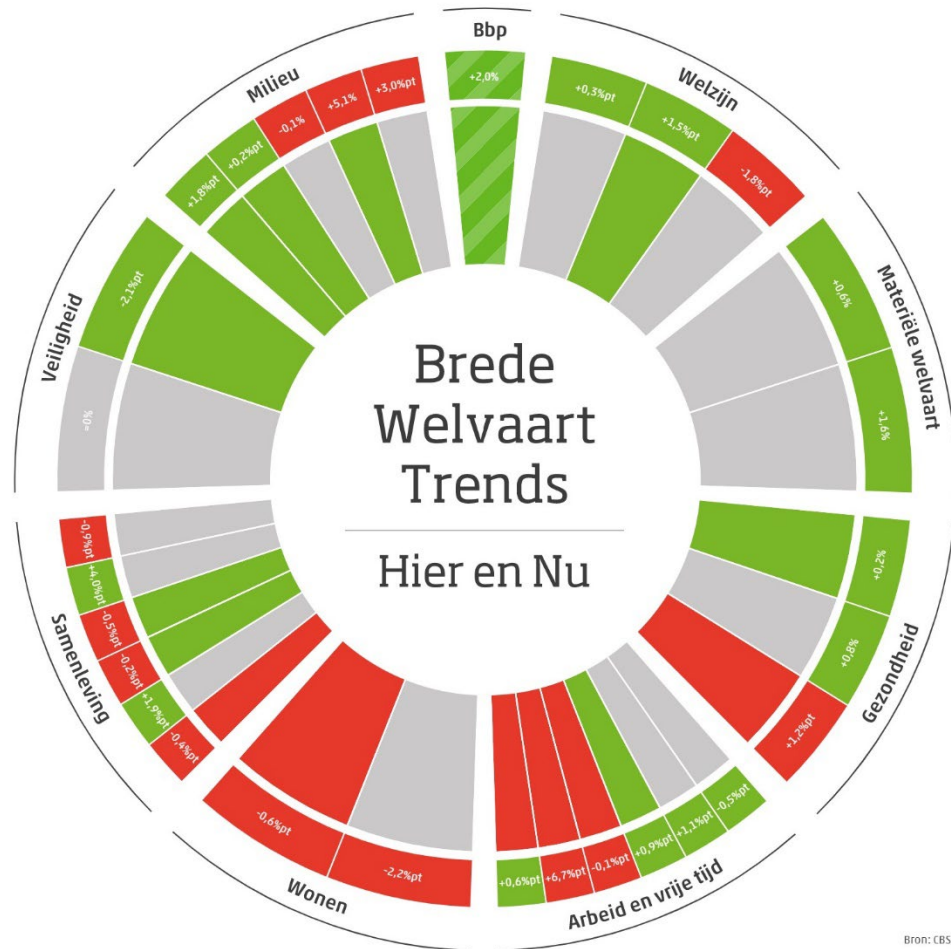 Bbp
+2,0%
Welzijn
+0,3%pt
+1,5%pt
-1,8%pt
Materiële welvaart
+0,6%
+1,6%
Gezondheid
+0,2%
+0,8%
+1,2%pt
Arbeid en vrije tijd
-0,5%pt
+1,1%pt
+0,9%pt
-0,1%pt
+6,7%pt
+0,6%pt
Wonen
-2,2%pt
-0,6%pt
Samenleving
-0,4%pt
+1,9%pt
-0,2%pt
-0,5%pt
+4,0%pt
-0,9%pt
Veiligheid
=0%
-2,1%pt
Milieu
+1,8%pt
+0,2%pt
-0,1%
+5,1%
+3,0%pt
Brede
Welvaart
Trends
Hier en Nu
Bron: CBS